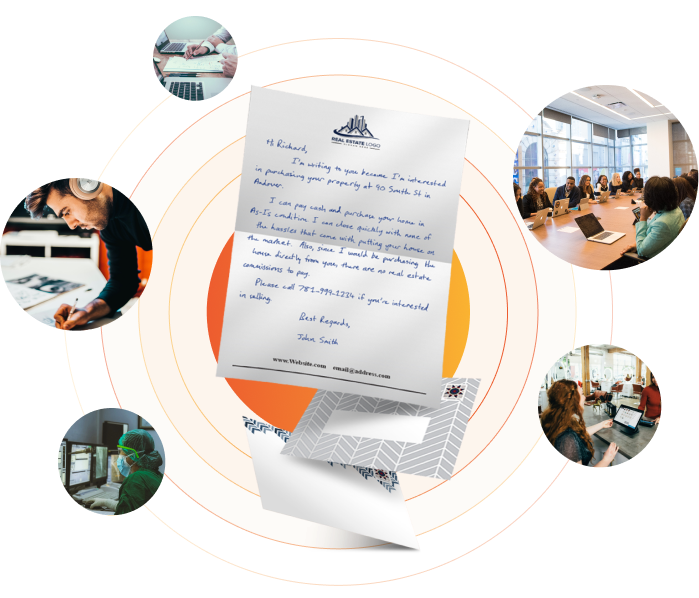 REAL ESTATE LOGO
Hi Richard,
I'm writing to you because I'm interested
in purchasing your property at 90 Smith St in
Andover.
I can pay cash and purchase your home in
As-Is condition. I can close quickly with none of
the hassles that come with putting your house on
the market. Also, since I would be purchasing the
house directly from you, there are no real estate
commissions to pay.
Please call 781-999-1234 if you're interested
in selling.
Best Regards,
John Smith
www.Website.com email@address.com